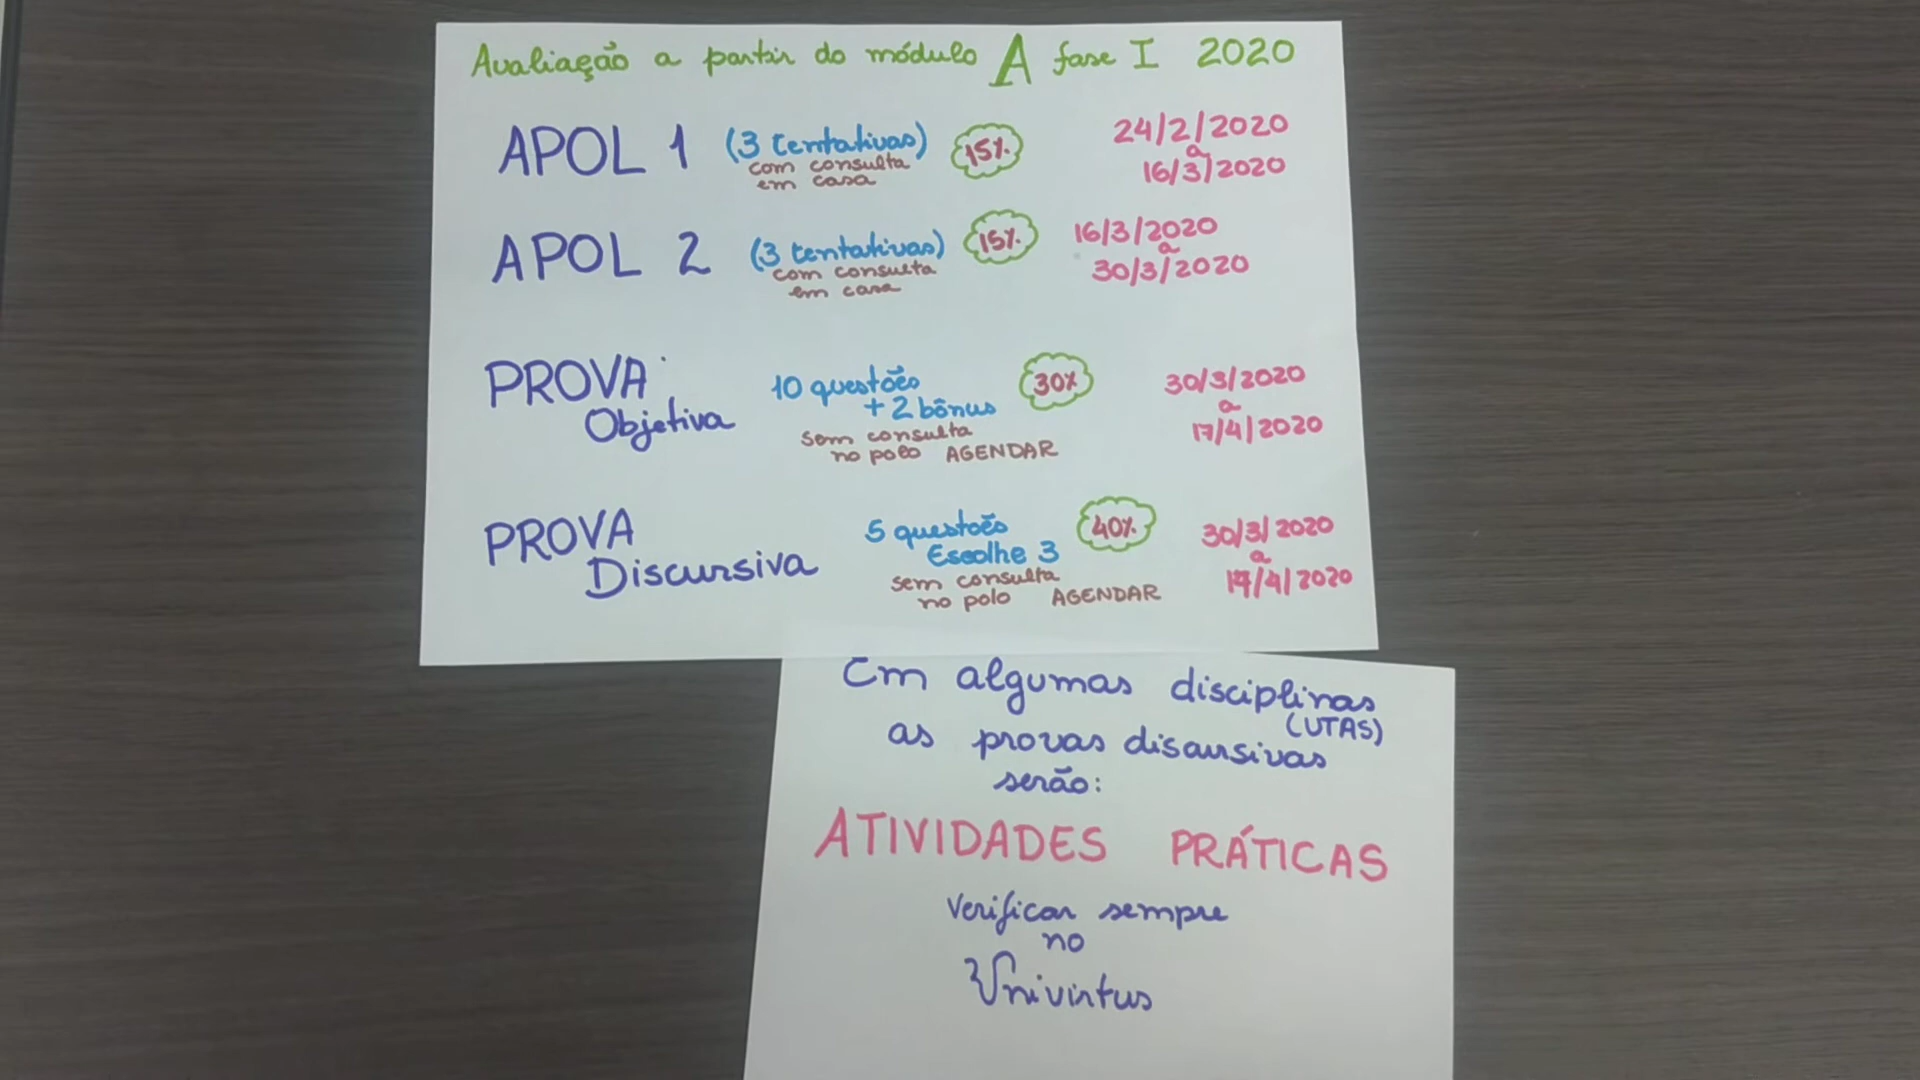 Avaliação a partir do módulo A fase I 2020
APOL 1 (3 tentativas) 15% 24/2/2020
com consulta a
em casa 16/3/2020
APOL 2 (3 tentativas) 15% 16/3/2020
com consulta a
em casa 30/3/2020
PROVA 10 questões 30% 30/3/2020
Objetiva + 2 bônus a
sem consulta 17/4/2020
no polo AGENDAR
PROVA 5 questões 40% 30/3/2020
Discursiva Escolhe 3 a
sem consulta 17/4/2020
no polo AGENDAR
Em algumas disciplinas
(UTAS)
as provas discursivas
serão:
ATIVIDADES PRÁTICAS
Verificar sempre
no
Univirtus